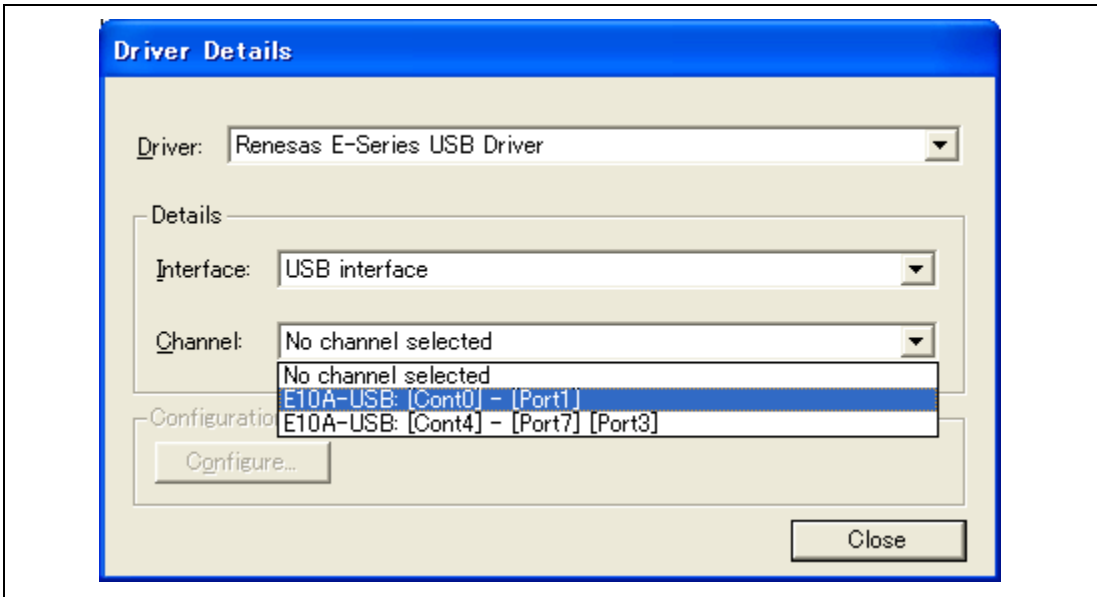 Driver Details
Driver: Renesas E-Series USB Driver
Details
Interface: USB interface
Channel: No channel selected
No channel selected
E10A-USB: [Cont0] - [Port1]
E10A-USB: [Cont4] - [Port7] [Port3]
Configuratio
Configure...
Close